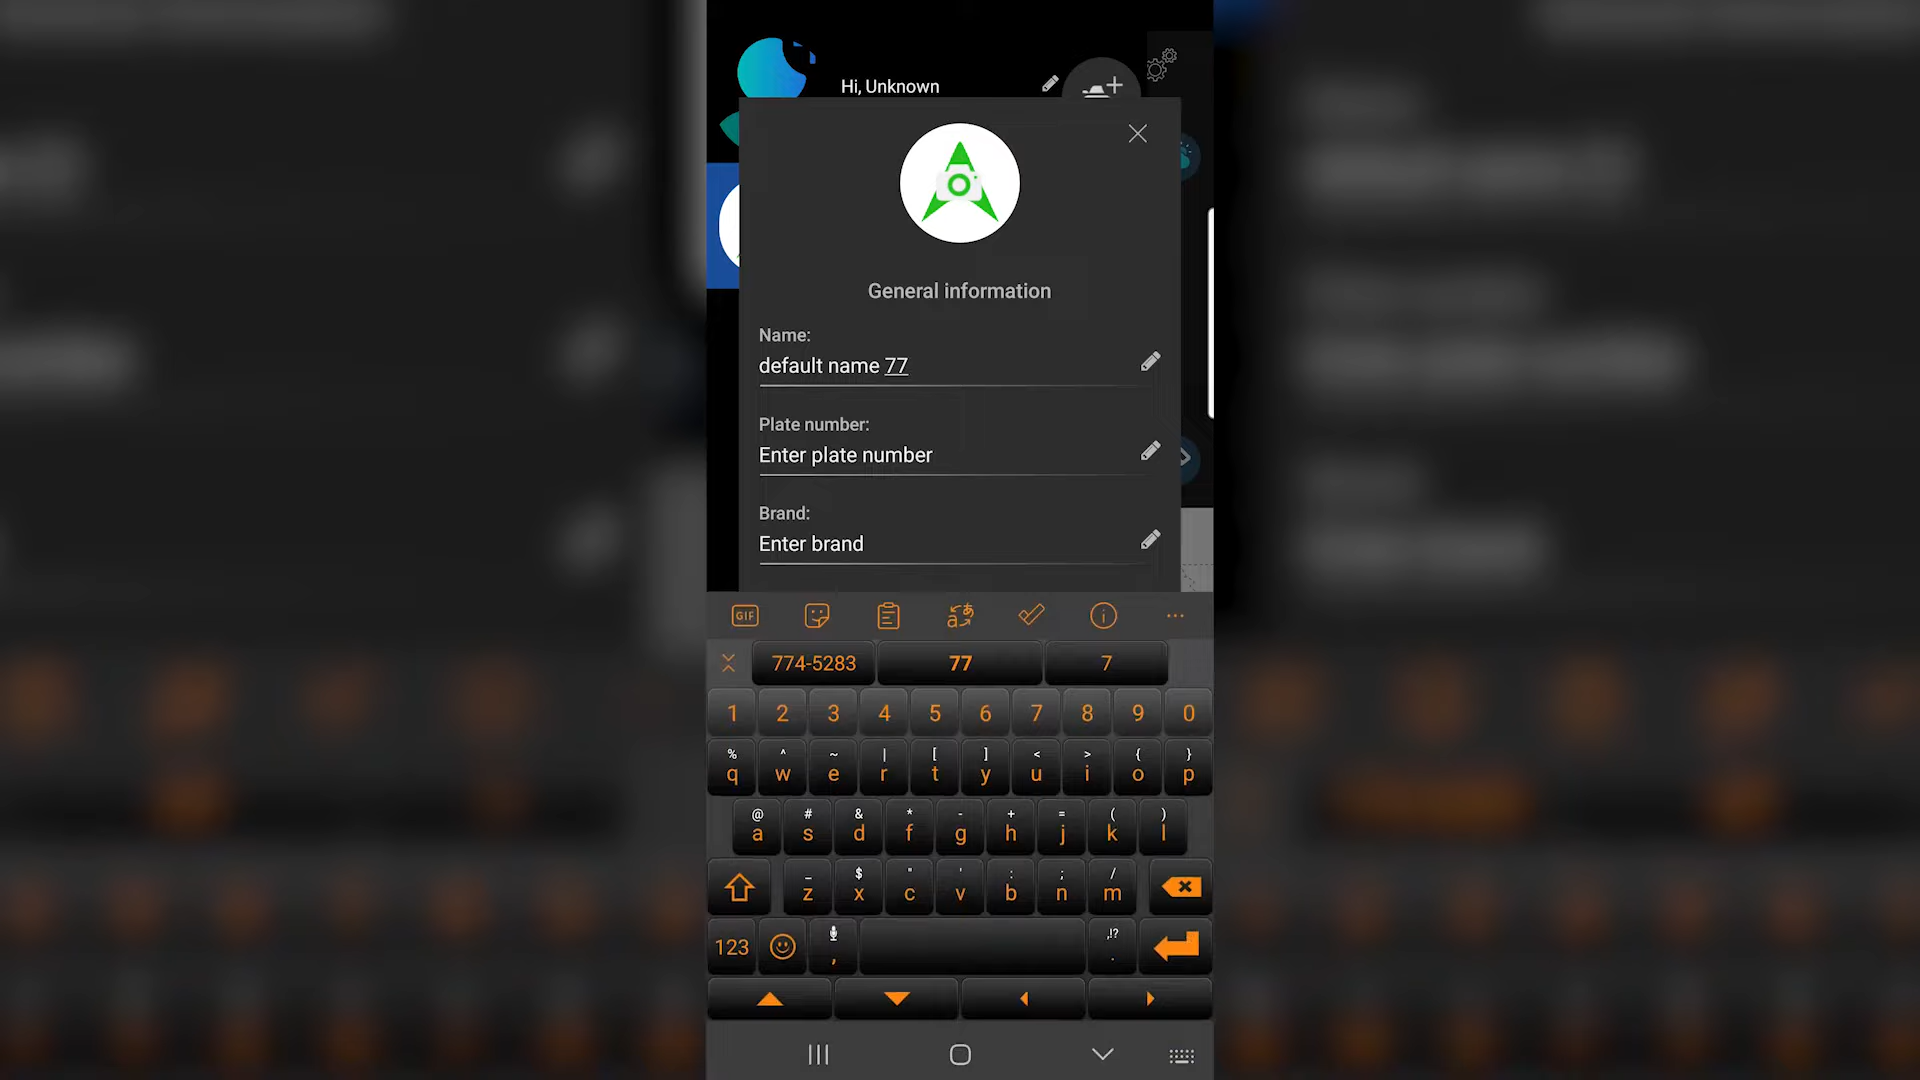 Hi, Unknown
General information
Name:
default name 77
Plate number:
Enter plate number
Brand:
Enter brand
GIF
774-5283 77 7
1 2 3 4 5 6 7 8 9 0
% ^ ~ | [ ] < > { }
q w e r t y u i o p
@ # & * - + = ( )
a s d f g h j k l
_ $ " ' : ; /
z x c v b n m
,!?
123 , .